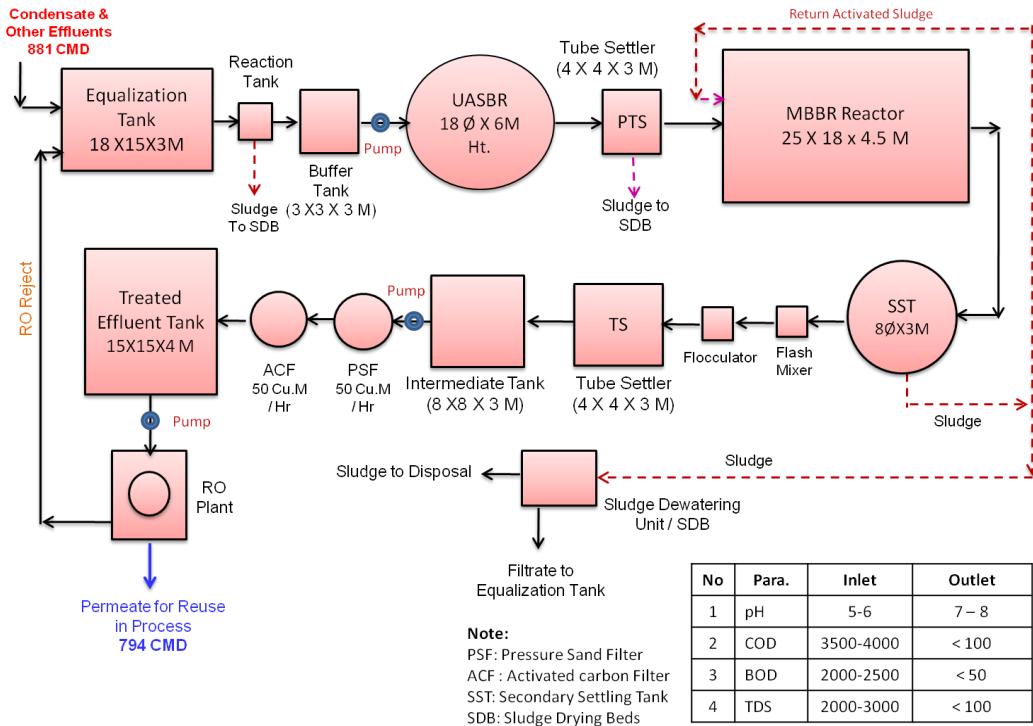 Condensate &
Other Effluents
881 CMD
Equalization
Tank
18 X15X3M
Reaction
Tank
Sludge
To SDB
Buffer
Tank
(3 X3 X 3 M)
Pump
UASBR
18 Ø X 6M
Ht.
Tube Settler
(4 X 4 X 3 M)
PTS
Sludge to
SDB
Return Activated Sludge
MBBR Reactor
25 X 18 x 4.5 M
RO Reject
Treated
Effluent Tank
15X15X4 M
ACF
50 Cu.M
/ Hr
PSF
50 Cu.M
/ Hr
Pump
Intermediate Tank
(8 X8 X 3 M)
TS
Tube Settler
(4 X 4 X 3 M)
Flocculator
Flash
Mixer
SST
8ØX3M
Sludge
Pump
RO
Plant
Sludge to Disposal
Sludge
Sludge Dewatering
Unit / SDB
Filtrate to
Equalization Tank
Permeate for Reuse
in Process
794 CMD
Note:
PSF: Pressure Sand Filter
ACF : Activated carbon Filter
SST: Secondary Settling Tank
SDB: Sludge Drying Beds
No Para. Inlet Outlet
1 pH 5-6 7 – 8
2 COD 3500-4000 < 100
3 BOD 2000-2500 < 50
4 TDS 2000-3000 < 100